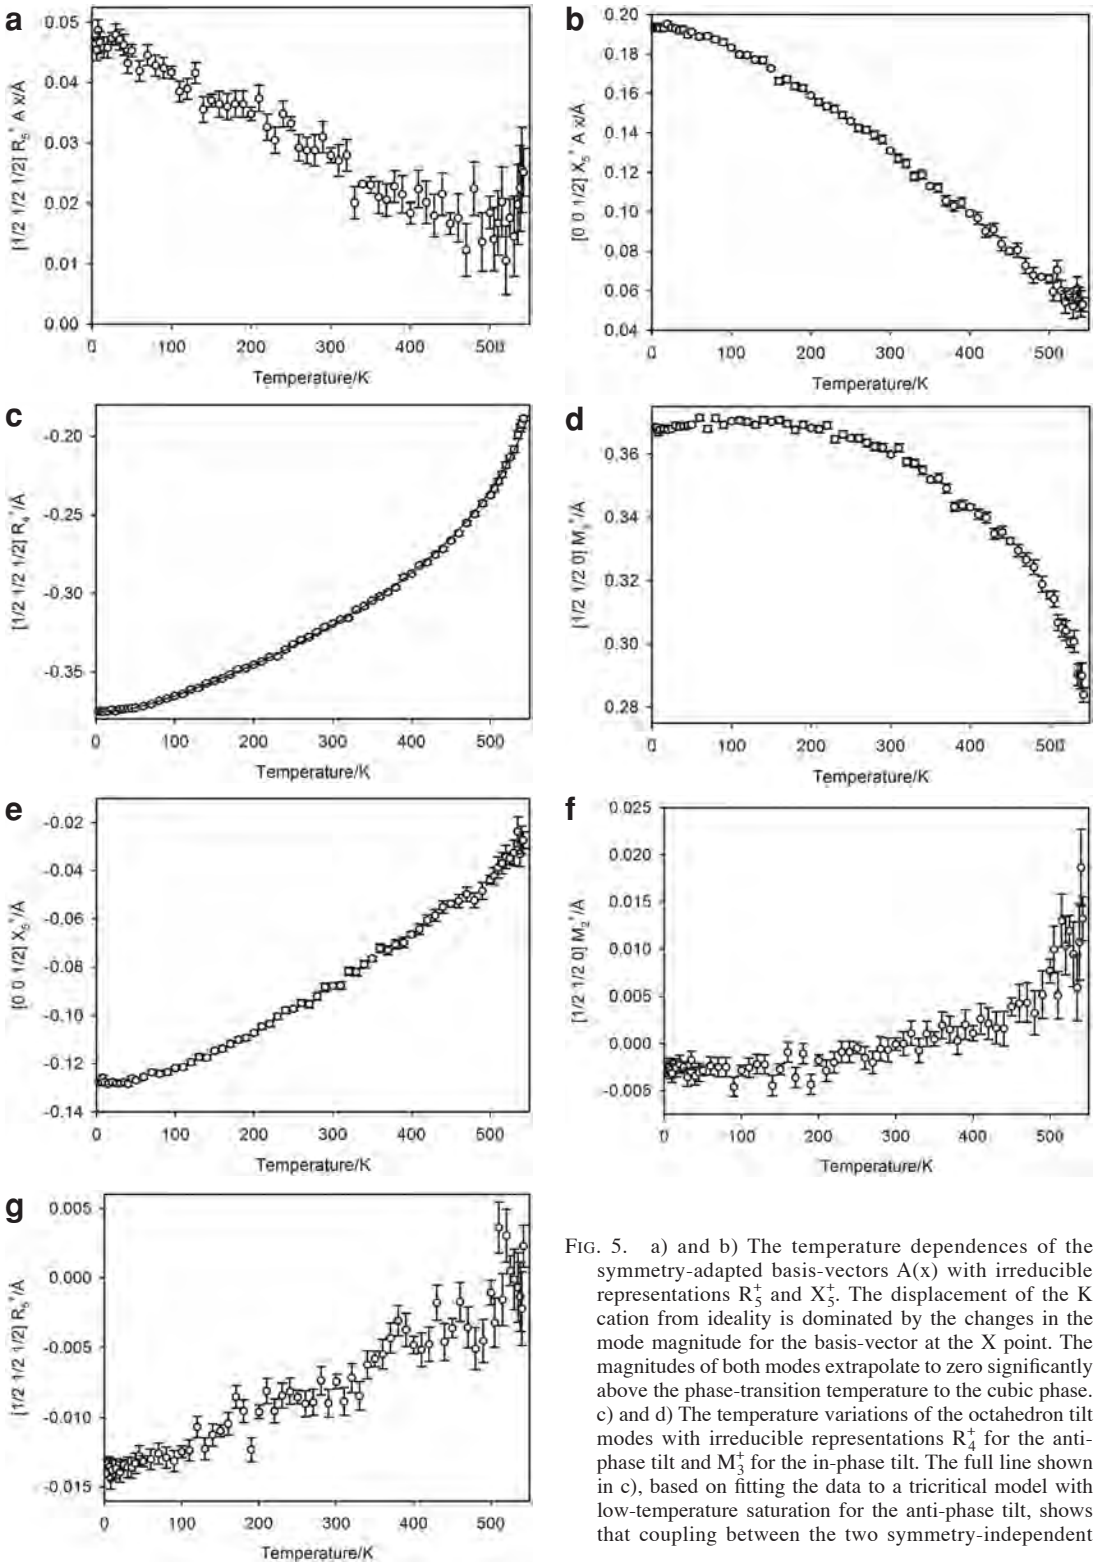 a
0.05
0.04
0.03
0.02
0.01
0.00
[1/2 1/2 1/2] R5+ A x/Å
0 100 200 300 400 500
Temperature/K
b
0.20
0.18
0.16
0.14
0.12
0.10
0.08
0.06
0.04
[0 0 1/2] X5+ A x/Å
0 100 200 300 400 500
Temperature/K
c
-0.20
-0.25
-0.30
-0.35
[1/2 1/2 1/2] R4+/Å
0 100 200 300 400 500
Temperature/K
d
0.36
0.34
0.32
0.30
0.28
[1/2 1/2 0] M3+/Å
0 100 200 300 400 500
Temperature/K
e
-0.02
-0.04
-0.06
-0.08
-0.10
-0.12
-0.14
[0 0 1/2] X5+/Å
0 100 200 300 400 500
Temperature/K
f
0.025
0.020
0.015
0.010
0.005
0.000
-0.005
[1/2 1/2 0] M2+/Å
0 100 200 300 400 500
Temperature/K
g
0.005
0.000
-0.005
-0.010
-0.015
[1/2 1/2 1/2] R5+/Å
0 100 200 300 400 500
Temperature/K
FIG. 5. a) and b) The temperature dependences of the
symmetry-adapted basis-vectors A(x) with irreducible
representations R5+ and X5+. The displacement of the K
cation from ideality is dominated by the changes in the
mode magnitude for the basis-vector at the X point. The
magnitudes of both modes extrapolate to zero significantly
above the phase-transition temperature to the cubic phase.
c) and d) The temperature variations of the octahedron tilt
modes with irreducible representations R4+ for the anti-
phase tilt and M3+ for the in-phase tilt. The full line shown
in c), based on fitting the data to a tricritical model with
low-temperature saturation for the anti-phase tilt, shows
that coupling between the two symmetry-independent